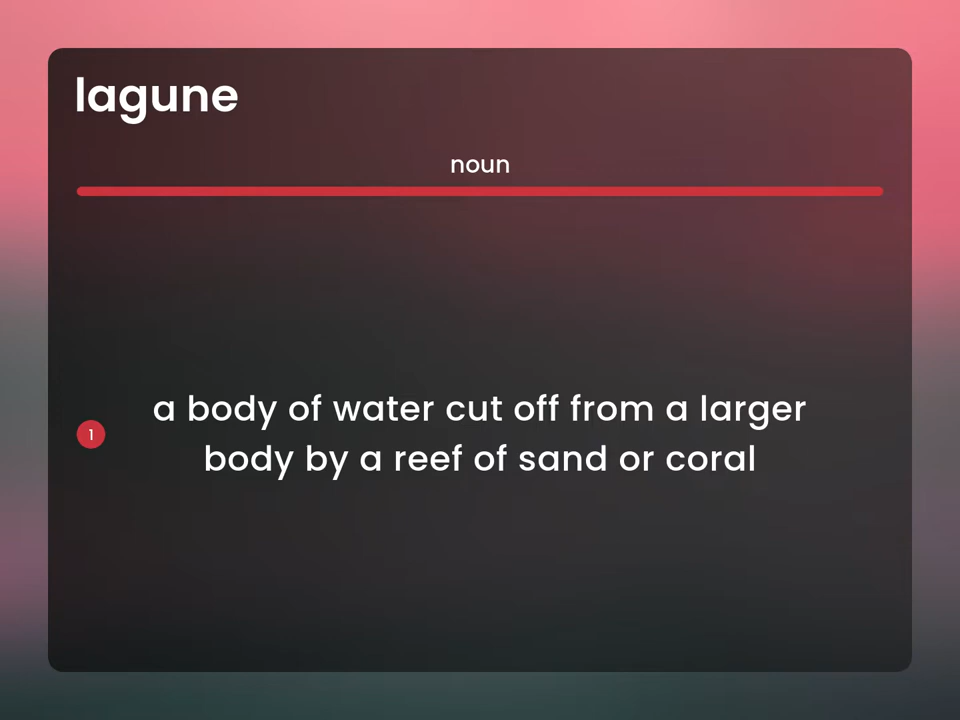 lagune
noun
1
a body of water cut off from a larger
body by a reef of sand or coral